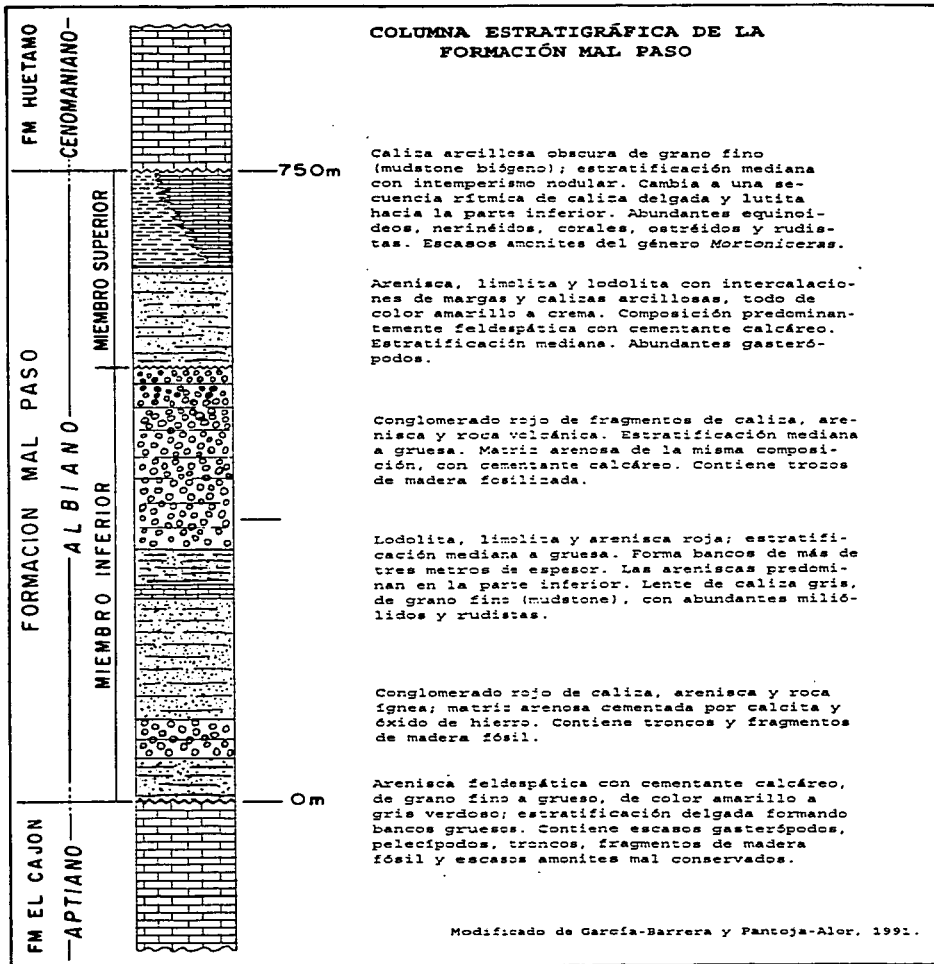 COLUMNA ESTRATIGRÁFICA DE LA
FORMACIÓN MAL PASO
FM HUETAMO
CENOMANIANO
750m
Caliza arcillosa obscura de grano fino
(mudstone biógeno); estratificación mediana
con intemperismo nodular. Cambia a una se-
cuencia rítmica de caliza delgada y lutita
hacia la parte inferior. Abundantes equinoi-
deos, nerinéidos, corales, ostréidos y rudis-
tas. Escasos amonites del género Mortoniceras.
MIEMBRO SUPERIOR
Arenisca, limolita y lodolita con intercalacio-
nes de margas y calizas arcillosas, todo de
color amarillo a crema. Composición predominan-
temente feldespática con cementante calcáreo.
Estratificación mediana. Abundantes gasteró-
podos.
FORMACION MAL PASO
ALBIANO
MIEMBRO INFERIOR
Conglomerado rojo de fragmentos de caliza, are-
nisca y roca volcánica. Estratificación mediana
a gruesa. Matriz arenosa de la misma composi-
ción, con cementante calcáreo. Contiene trozos
de madera fosilizada.
Lodolita, limolita y arenisca roja; estratifi-
cación mediana a gruesa. Forma bancos de más de
tres metros de espesor. Las areniscas predomi-
nan en la parte inferior. Lente de caliza gris,
de grano fino (mudstone), con abundantes milió-
lidos y rudistas.
Conglomerado rojo de caliza, arenisca y roca
ígnea; matriz arenosa cementada por calcita y
óxido de hierro. Contiene troncos y fragmentos
de madera fósil.
0m
Arenisca feldespática con cementante calcáreo,
de grano fino a grueso, de color amarillo a
gris verdoso; estratificación delgada formando
bancos gruesos. Contiene escasos gasterópodos,
pelecípodos, troncos, fragmentos de madera
fósil y escasos amonites mal conservados.
FM EL CAJON
APTIANO
Modificado de García-Barrera y Pantoja-Alor, 1991.